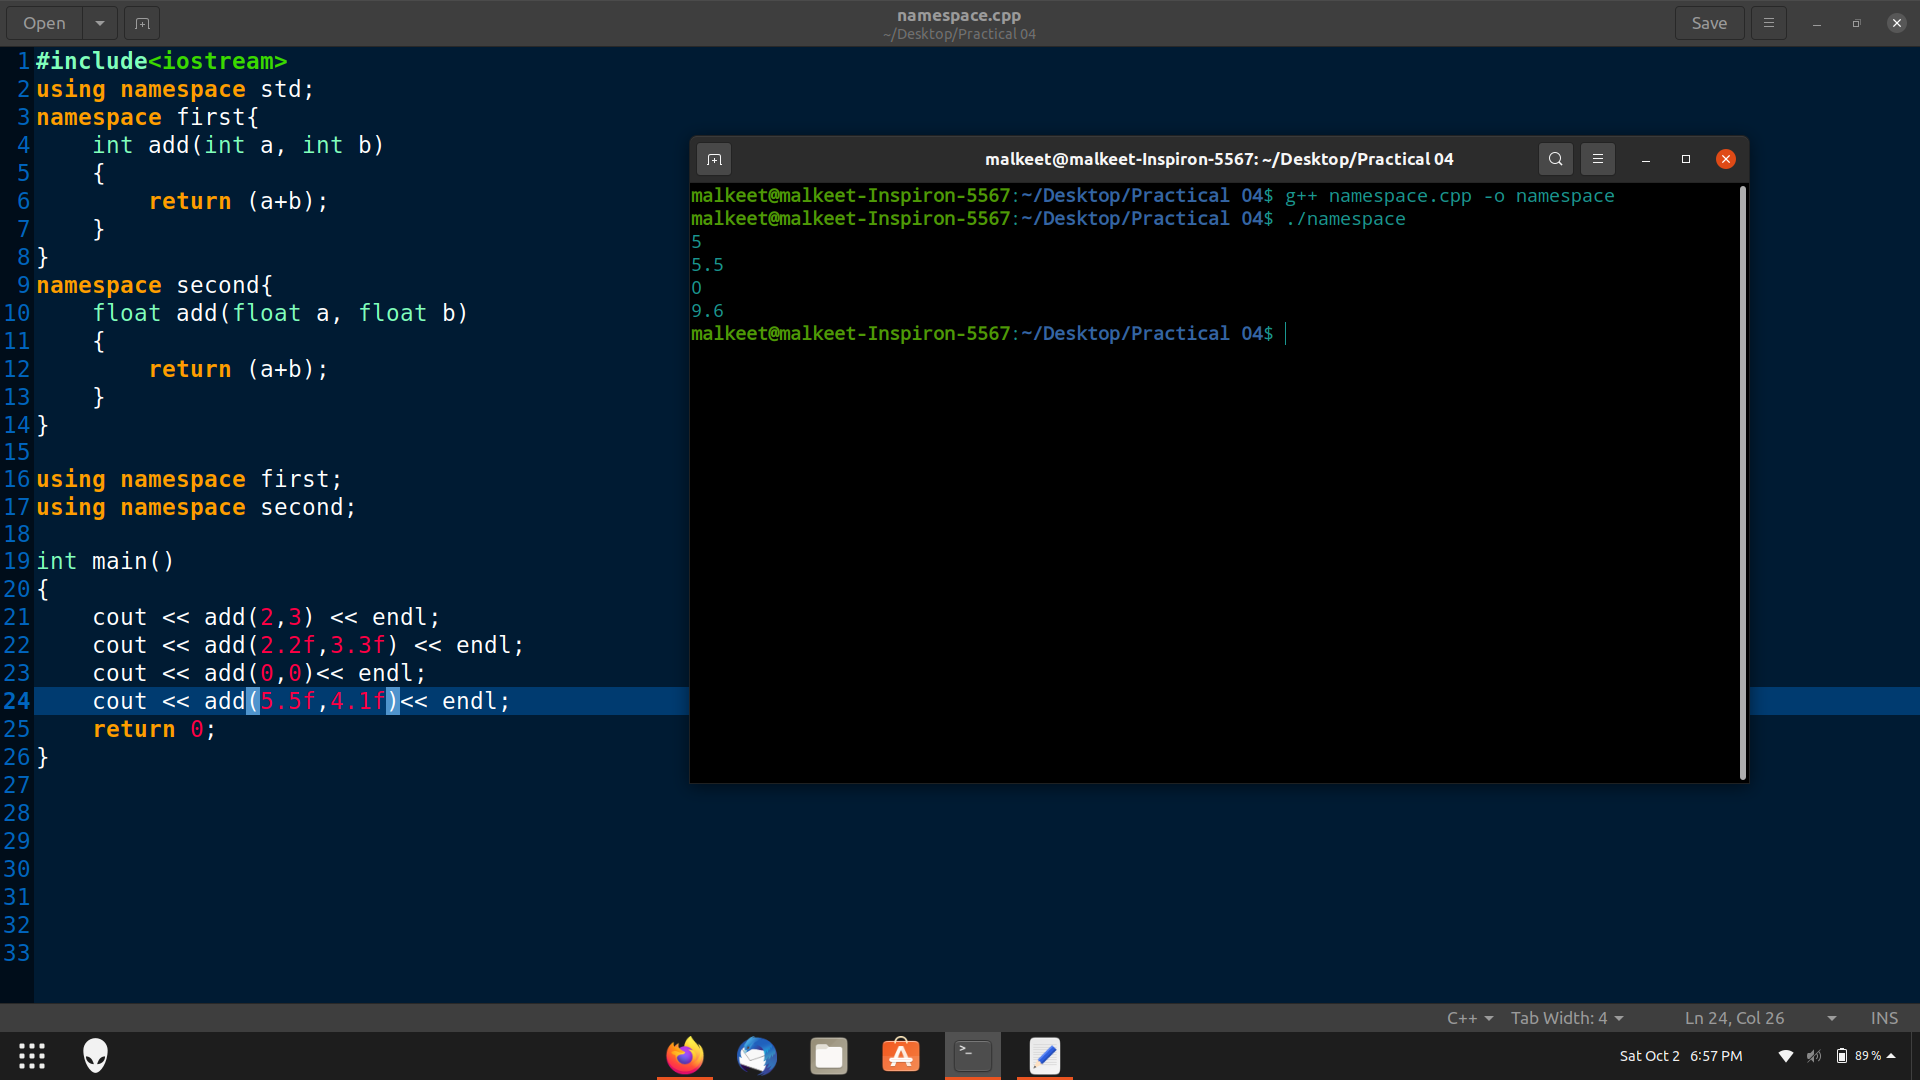 Open
namespace.cpp
~/Desktop/Practical 04
Save
1 #include<iostream>
2 using namespace std;
3 namespace first{
4     int add(int a, int b)
5     {
6         return (a+b);
7     }
8 }
9 namespace second{
10     float add(float a, float b)
11     {
12         return (a+b);
13     }
14 }
15
16 using namespace first;
17 using namespace second;
18
19 int main()
20 {
21     cout << add(2,3) << endl;
22     cout << add(2.2f,3.3f) << endl;
23     cout << add(0,0)<< endl;
24     cout << add(5.5f,4.1f)<< endl;
25     return 0;
26 }
27
28
29
30
31
32
33
malkeet@malkeet-Inspiron-5567: ~/Desktop/Practical 04
malkeet@malkeet-Inspiron-5567:~/Desktop/Practical 04$ g++ namespace.cpp -o namespace
malkeet@malkeet-Inspiron-5567:~/Desktop/Practical 04$ ./namespace
5
5.5
0
9.6
malkeet@malkeet-Inspiron-5567:~/Desktop/Practical 04$
C++ Tab Width: 4 Ln 24, Col 26 INS
Sat Oct 2 6:57 PM 89 %